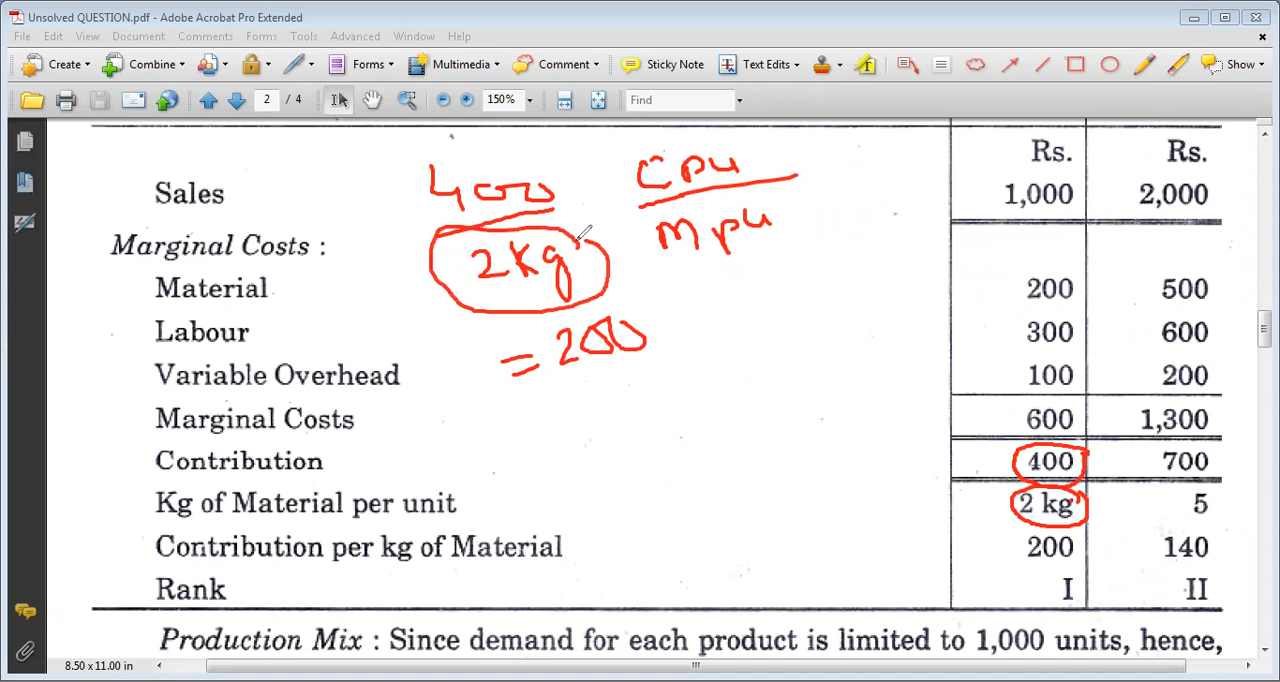 Unsolved QUESTION.pdf - Adobe Acrobat Pro Extended
File Edit View Document Comments Forms Tools Advanced Window Help
Create Combine Forms Multimedia Comment Sticky Note Text Edits Show
2 / 4 150% Find
Rs. Rs.
Sales 1,000 2,000
400 CPU
2 kg MPU
= 200
Marginal Costs :
Material 200 500
Labour 300 600
Variable Overhead 100 200
Marginal Costs 600 1,300
Contribution 400 700
Kg of Material per unit 2 kg 5
Contribution per kg of Material 200 140
Rank I II
Production Mix : Since demand for each product is limited to 1,000 units, hence,
8.50 x 11.00 in